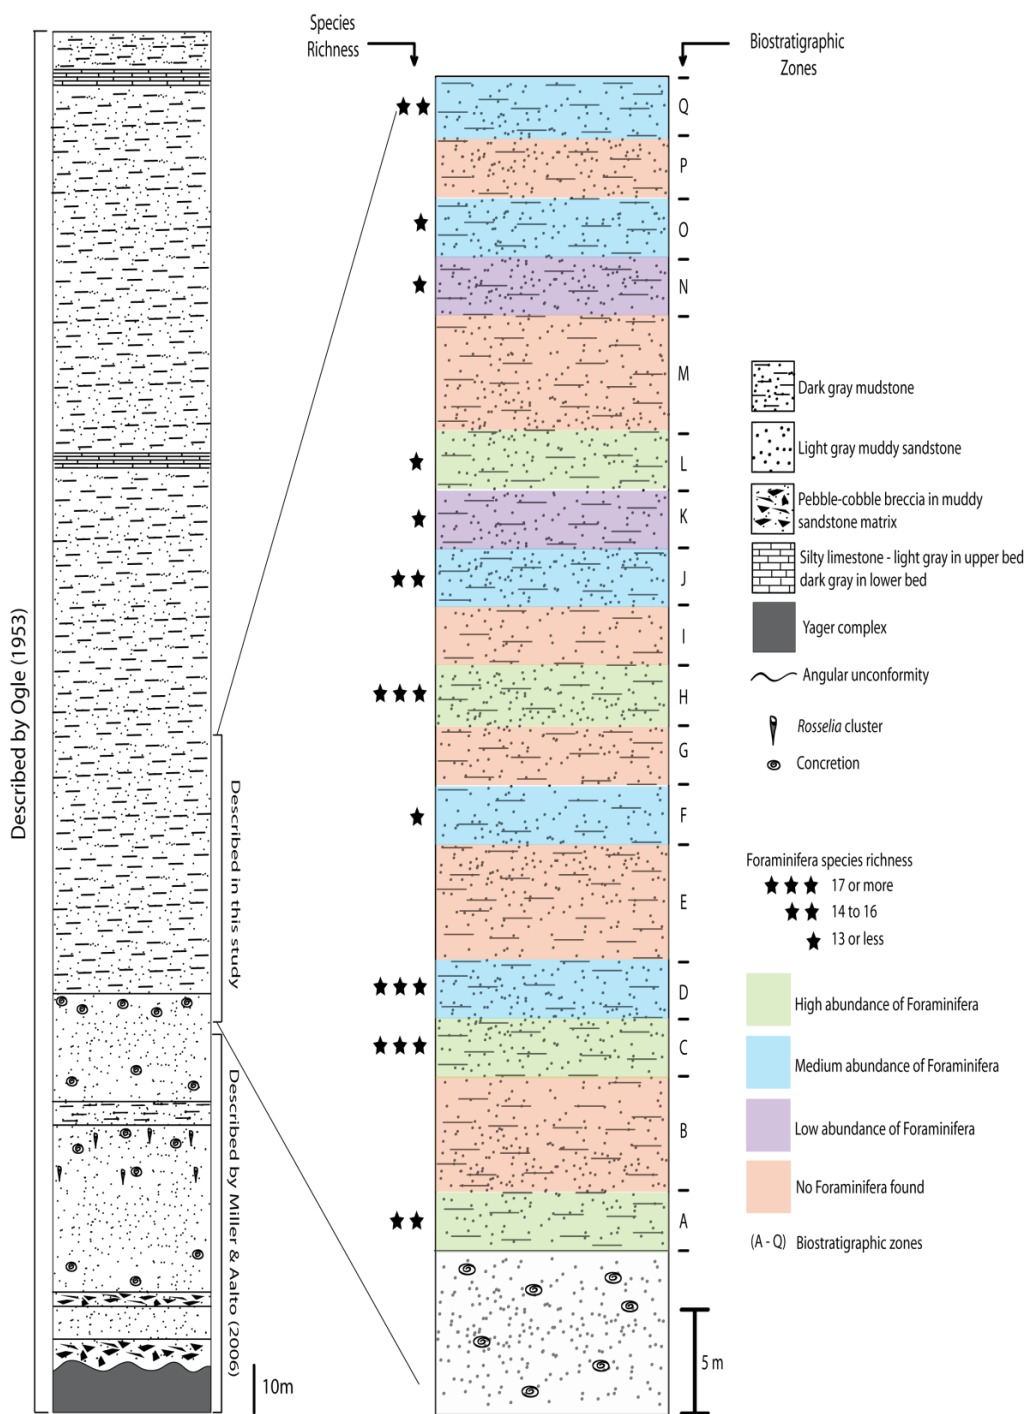 Species
Richness
Biostratigraphic
Zones
Q
P
O
N
M
L
K
J
I
H
G
F
E
D
C
B
A
Described by Ogle (1953)
Described in this study
Described by Miller & Aalto (2006)
10m
5 m
Dark gray mudstone
Light gray muddy sandstone
Pebble-cobble breccia in muddy
sandstone matrix
Silty limestone - light gray in upper bed
dark gray in lower bed
Yager complex
Angular unconformity
Rosselia cluster
Concretion
Foraminifera species richness
17 or more
14 to 16
13 or less
High abundance of Foraminifera
Medium abundance of Foraminifera
Low abundance of Foraminifera
No Foraminifera found
(A - Q) Biostratigraphic zones